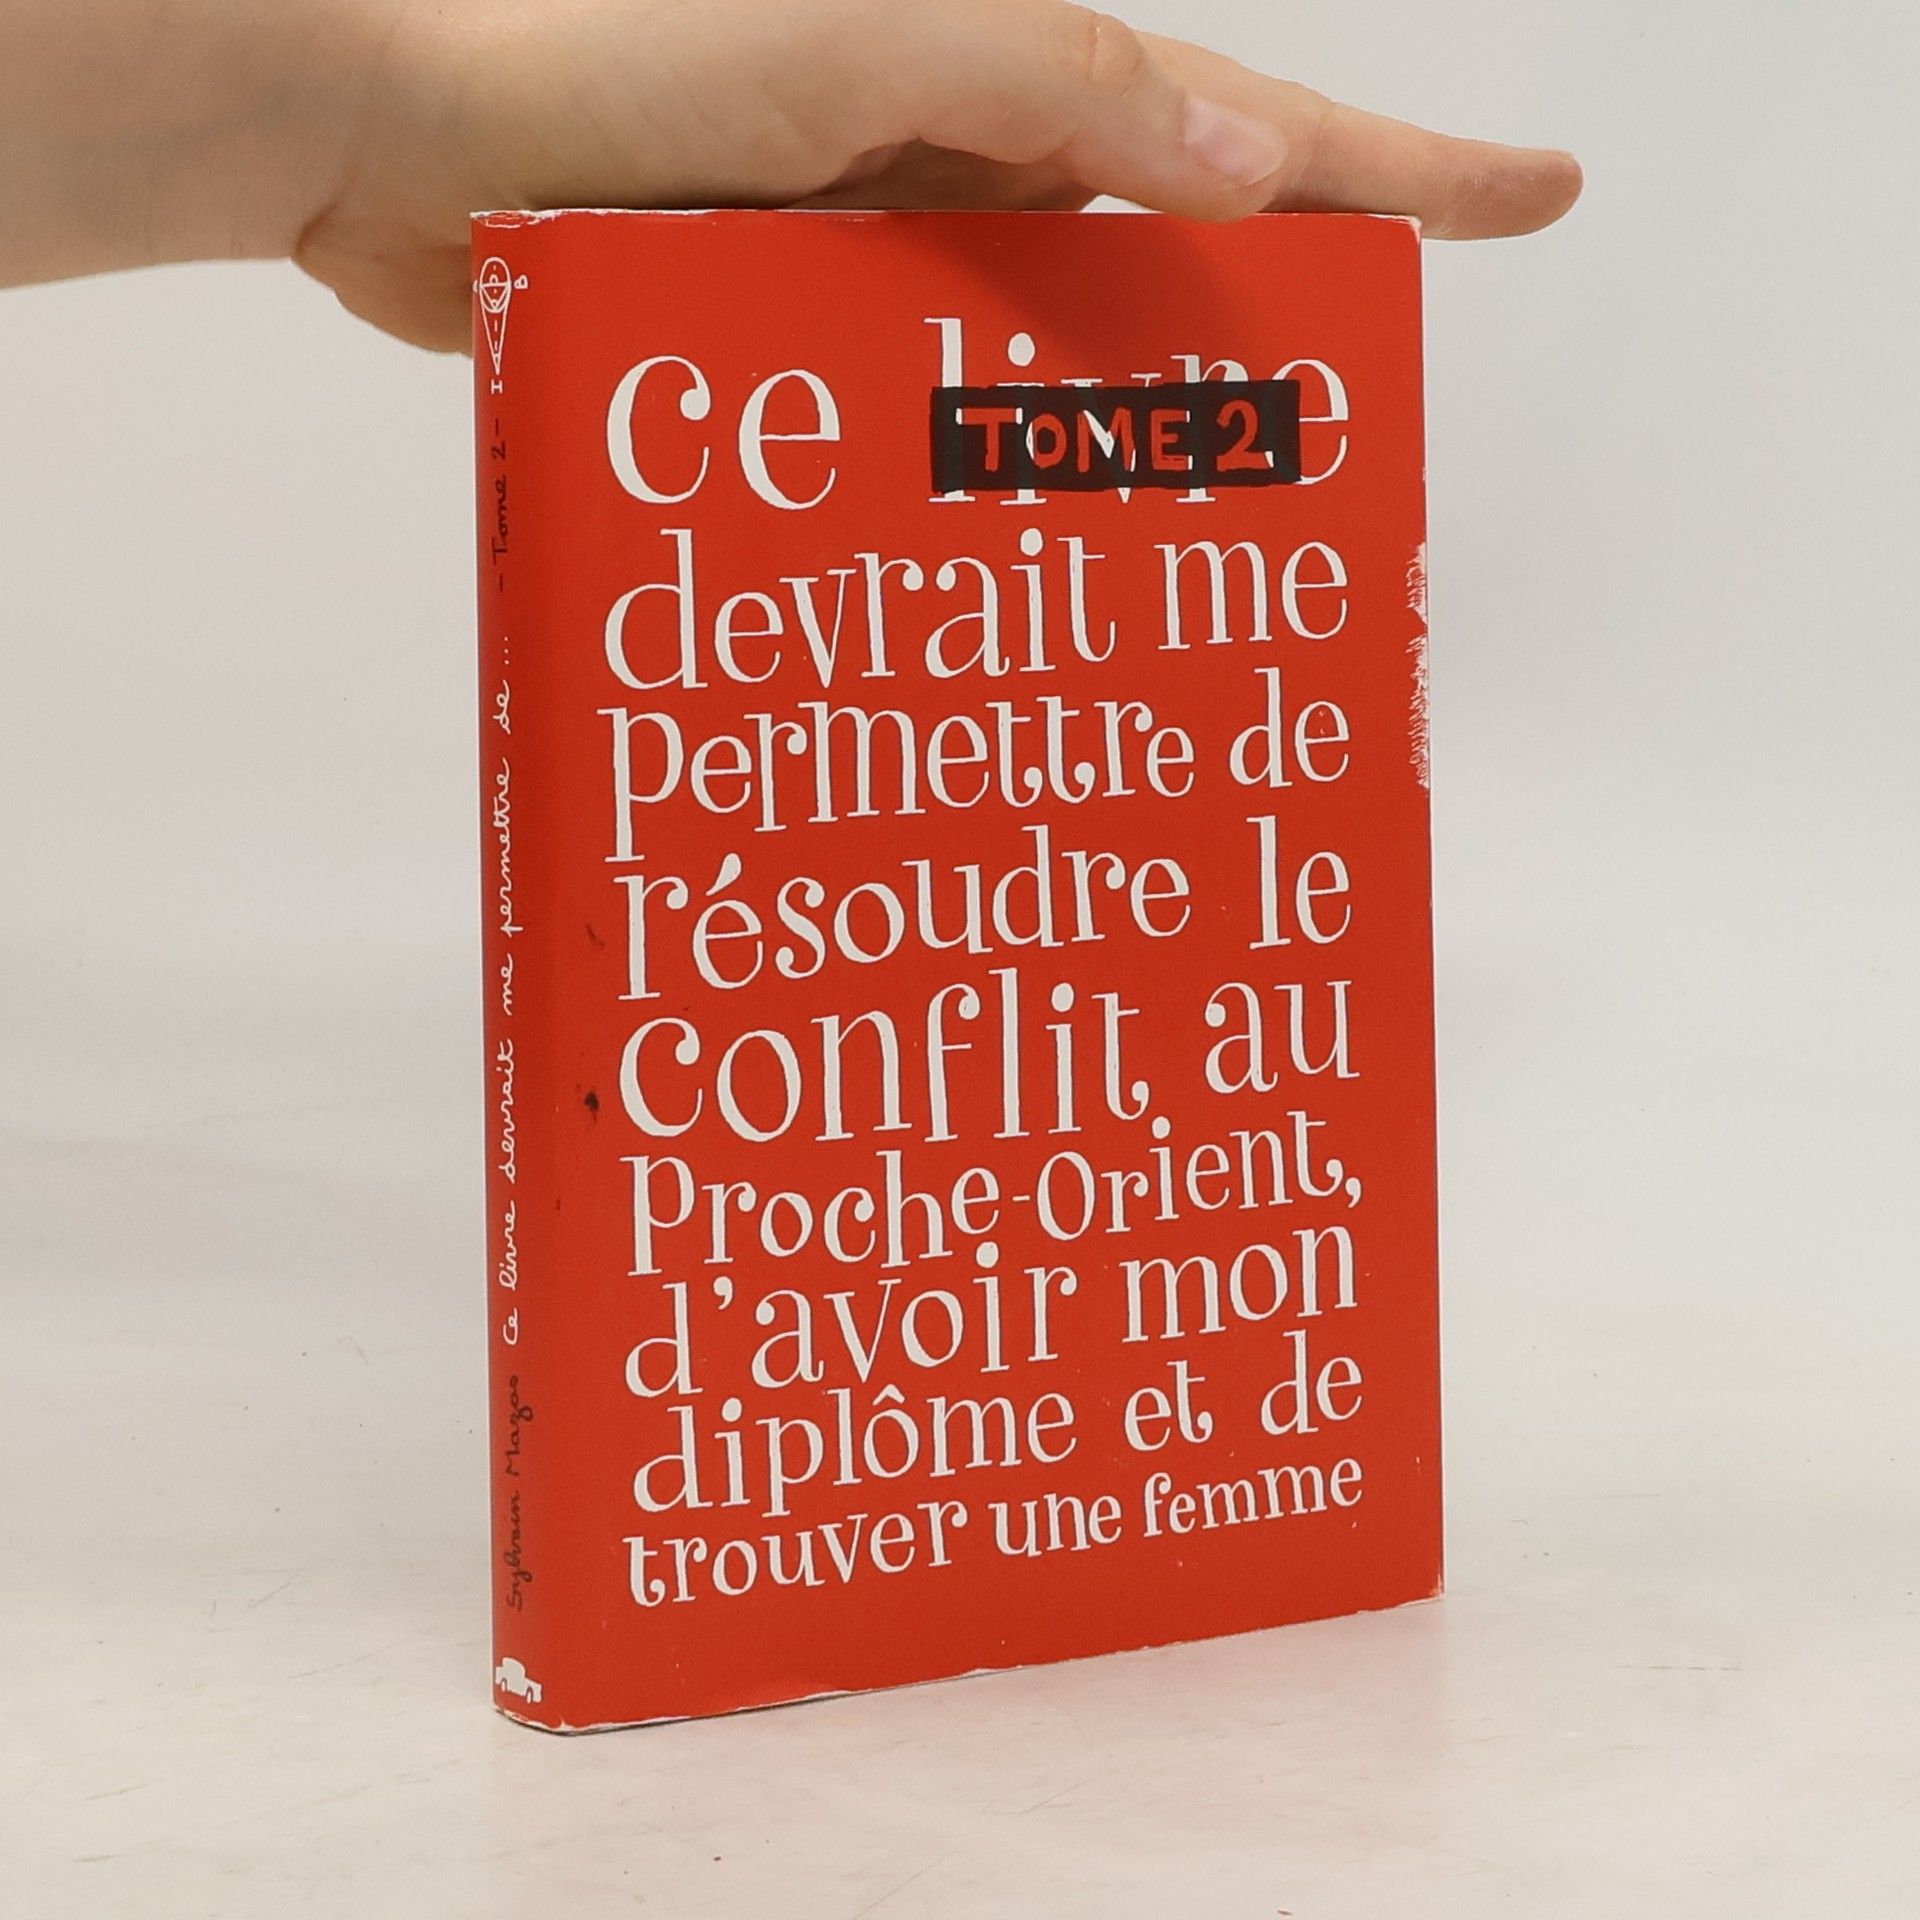 ce livre
TOME 2
devrait me
permettre de
résoudre le
conflit au
Proche-Orient,
d'avoir mon
diplôme et de
trouver une femme
Sylvain Mazas Ce livre devrait me permettre de ... - Tome 2 -
B
I